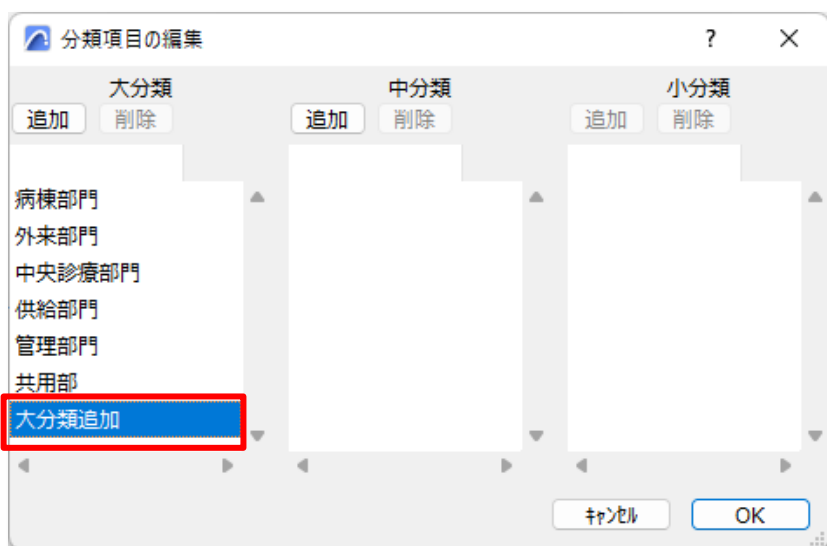 分類項目の編集 ?
大分類 中分類 小分類
追加 削除 追加 削除 追加 削除
病棟部門
外来部門
中央診療部門
供給部門
管理部門
共用部
大分類追加
ｷｬﾝｾﾙ OK